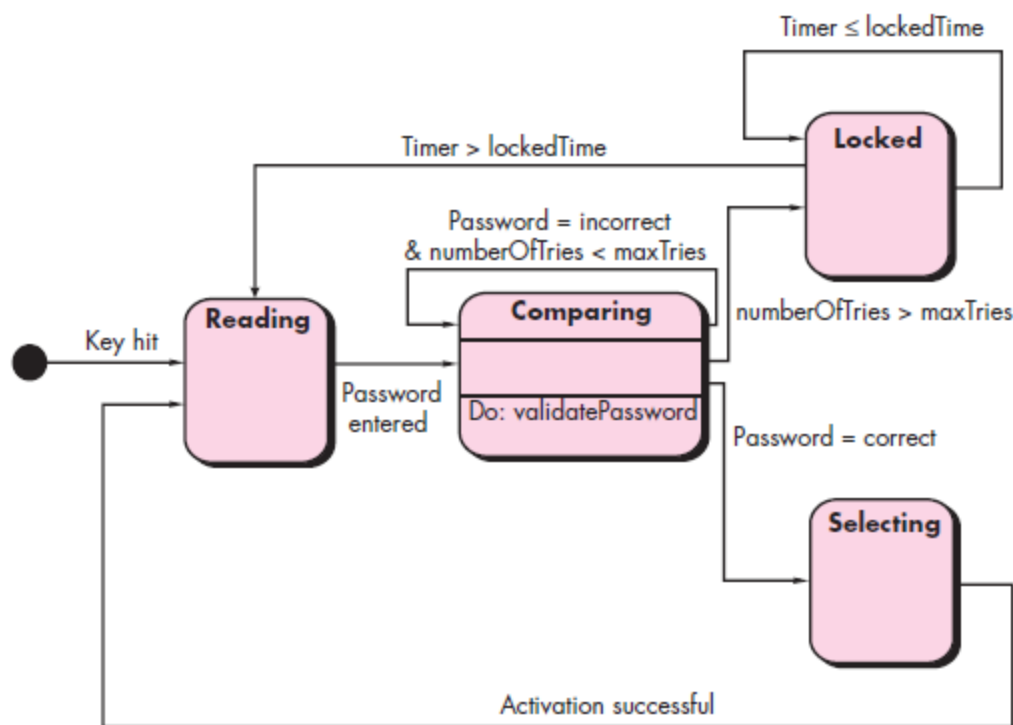 Timer ≤ lockedTime
Locked
Timer > lockedTime
Password = incorrect
& numberOfTries < maxTries
Reading
Comparing
numberOfTries > maxTries
Key hit
Password
entered
Do: validatePassword
Password = correct
Selecting
Activation successful